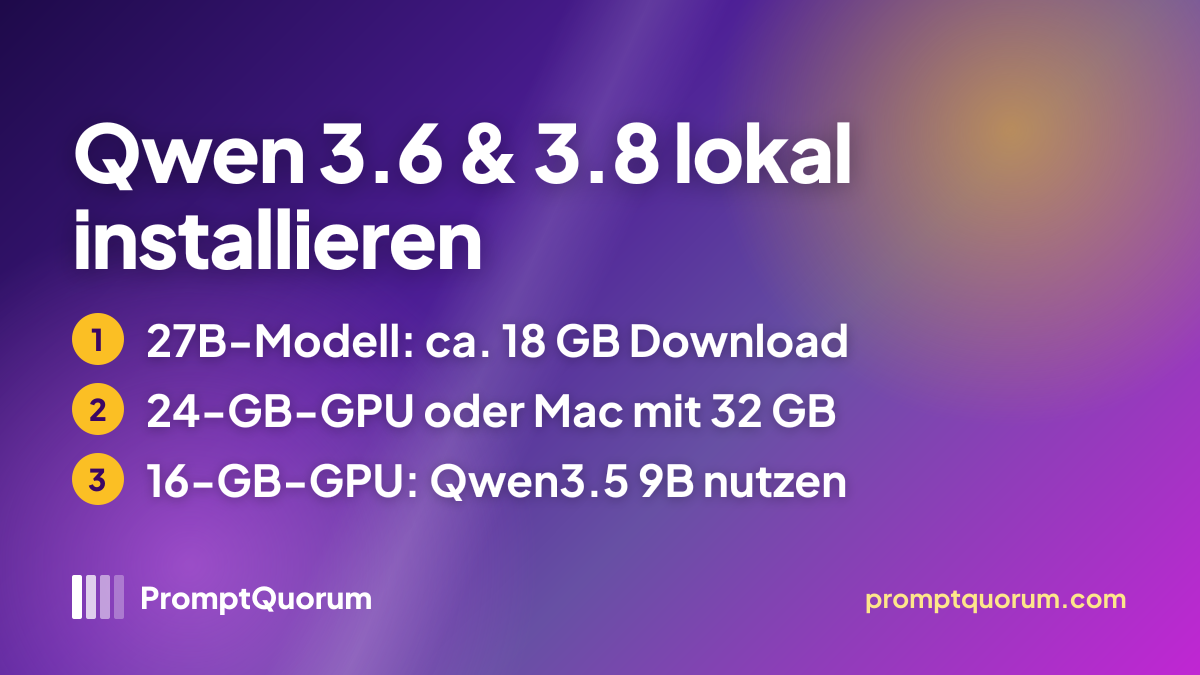 Qwen 3.6 & 3.8 lokal
installieren
1 27B-Modell: ca. 18 GB Download
2 24-GB-GPU oder Mac mit 32 GB
3 16-GB-GPU: Qwen3.5 9B nutzen
PromptQuorum
promptquorum.com